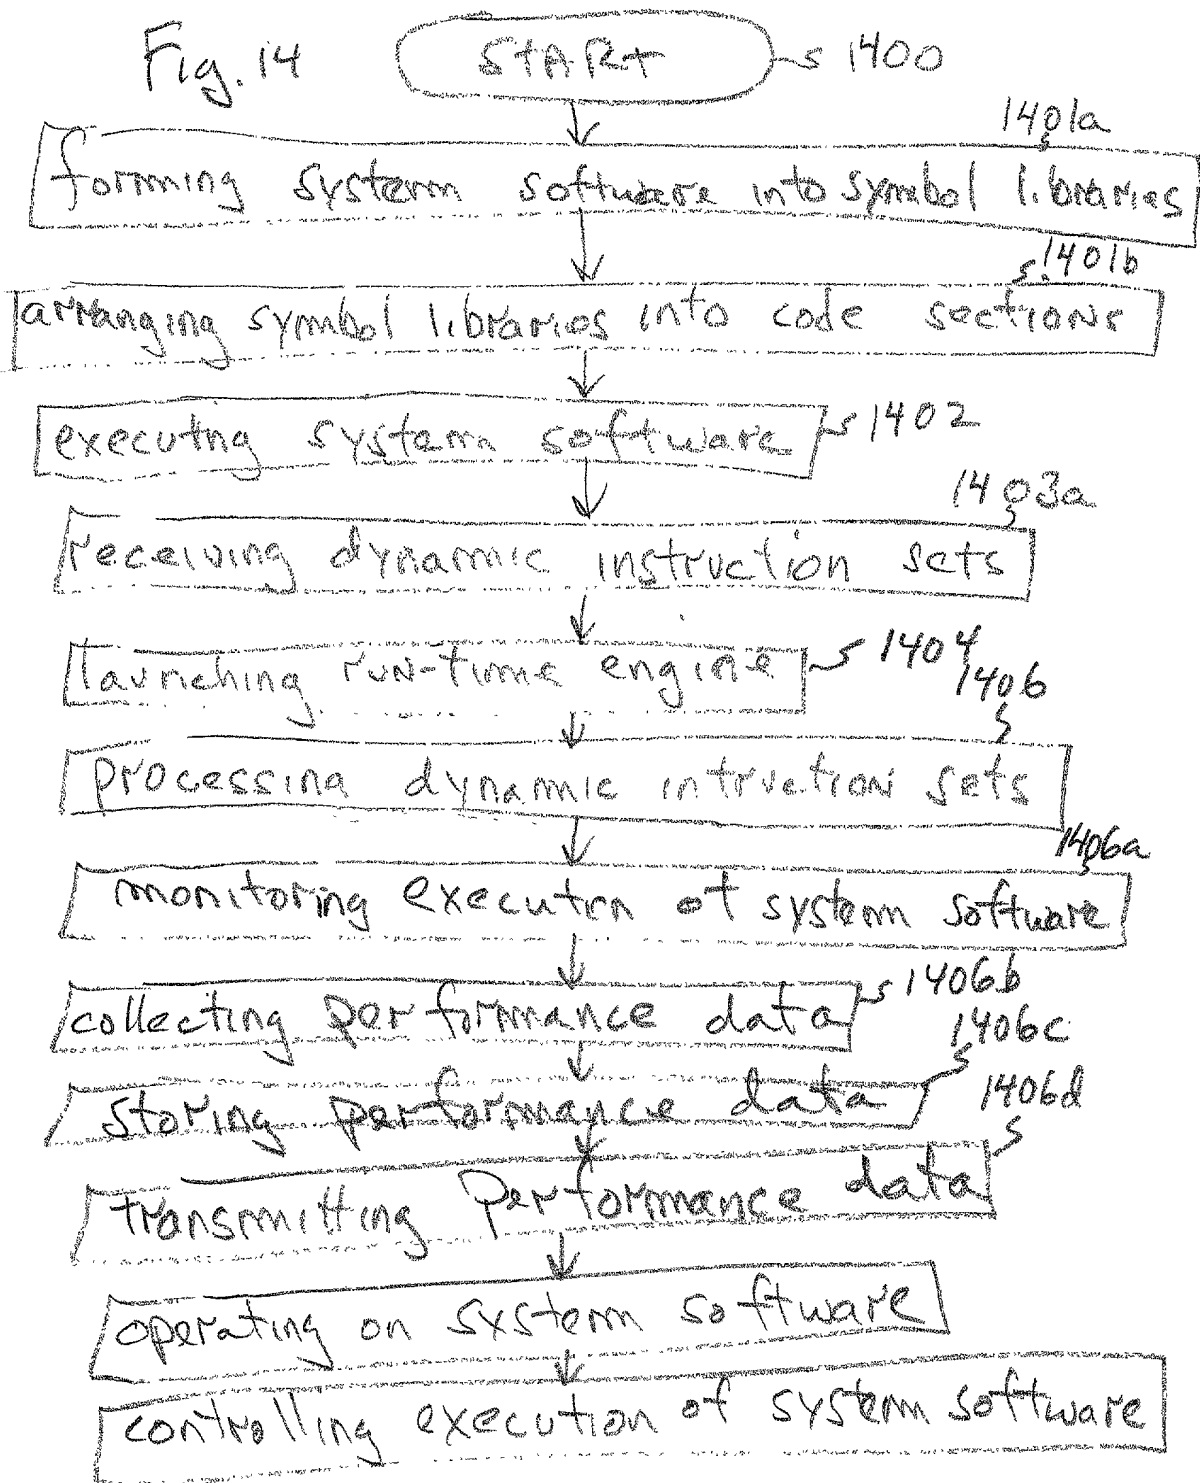 Fig. 14 START 1400
1401a
forming system software into symbol libraries
1401b
arranging symbol libraries into code sections
executng system software 1402
1403a
receiving dynamic instruction sets
launching run-time engine 1404
1406
processing dynamic intruction sets
1406a
monitoring execution of system software
collecting performance data 1406b
1406c
storing performance data 1406d
transmitting performance data
operating on system software
controlling execution of system software